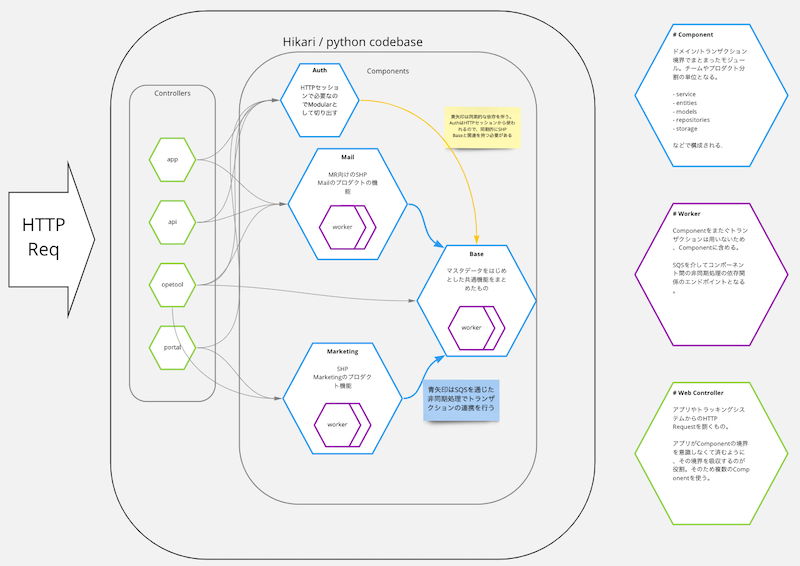 Hikari / python codebase
Controllers
Components
HTTP
Req
app
api
opetool
portal
Auth
HTTPセッショ
ンで必要なの
でModularと
して切り出す
Mail
MR向けのSHP
Mailのプロダクトの機
能
worker
Marketing
SHP
Marketingのプロダク
ト機能
worker
Base
マスタデータをはじめ
とした共通機能をまと
めたもの
worker
黄矢印は同期的な依存を伴う。
AuthはHTTPセッションから使わ
れるので、同期的にSHP
Baseと関連を持つ必要がある
青矢印はSQSを通じた
非同期処理でトランザ
クションの連携を行う
# Component
ドメイン/トランザクション
境界でまとまったモジュー
ル。チームやプロダクト分
割の単位となる。
- service
- entities
- models
- repositories
- storage
などで構成される.
# Worker
Componentをまたぐトラン
ザクションは用いないため
、Componentに含める。
SQSを介してコンポーネン
ト間の非同期処理の依存関
係のエンドポイントとなる
。
# Web Controller
アプリやトラッキングシス
テムからのHTTP
Requestを捌くもの。
アプリがComponentの境界
を意識しなくて済むように
、その境界を吸収するのが
役割。そのため複数のComp
onentを使う。